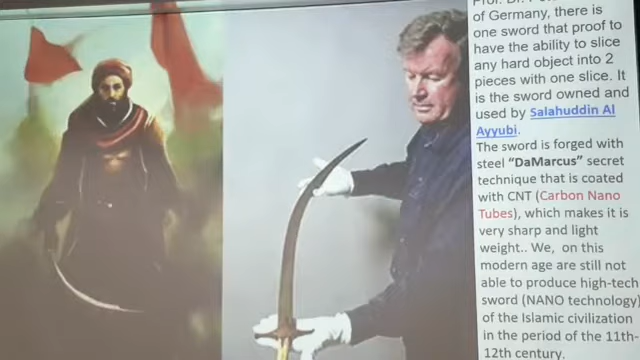 of Germany, there is
one sword that proof to
have the ability to slice
any hard object into 2
pieces with one slice. It
is the sword owned and
used by Salahuddin Al
Ayyubi.
The sword is forged with
steel “DaMarcus” secret
technique that is coated
with CNT (Carbon Nano
Tubes), which makes it is
very sharp and light
weight.. We, on this
modern age are still not
able to produce high-tech
sword (NANO technology)
of the Islamic civilization
in the period of the 11th-
12th century.